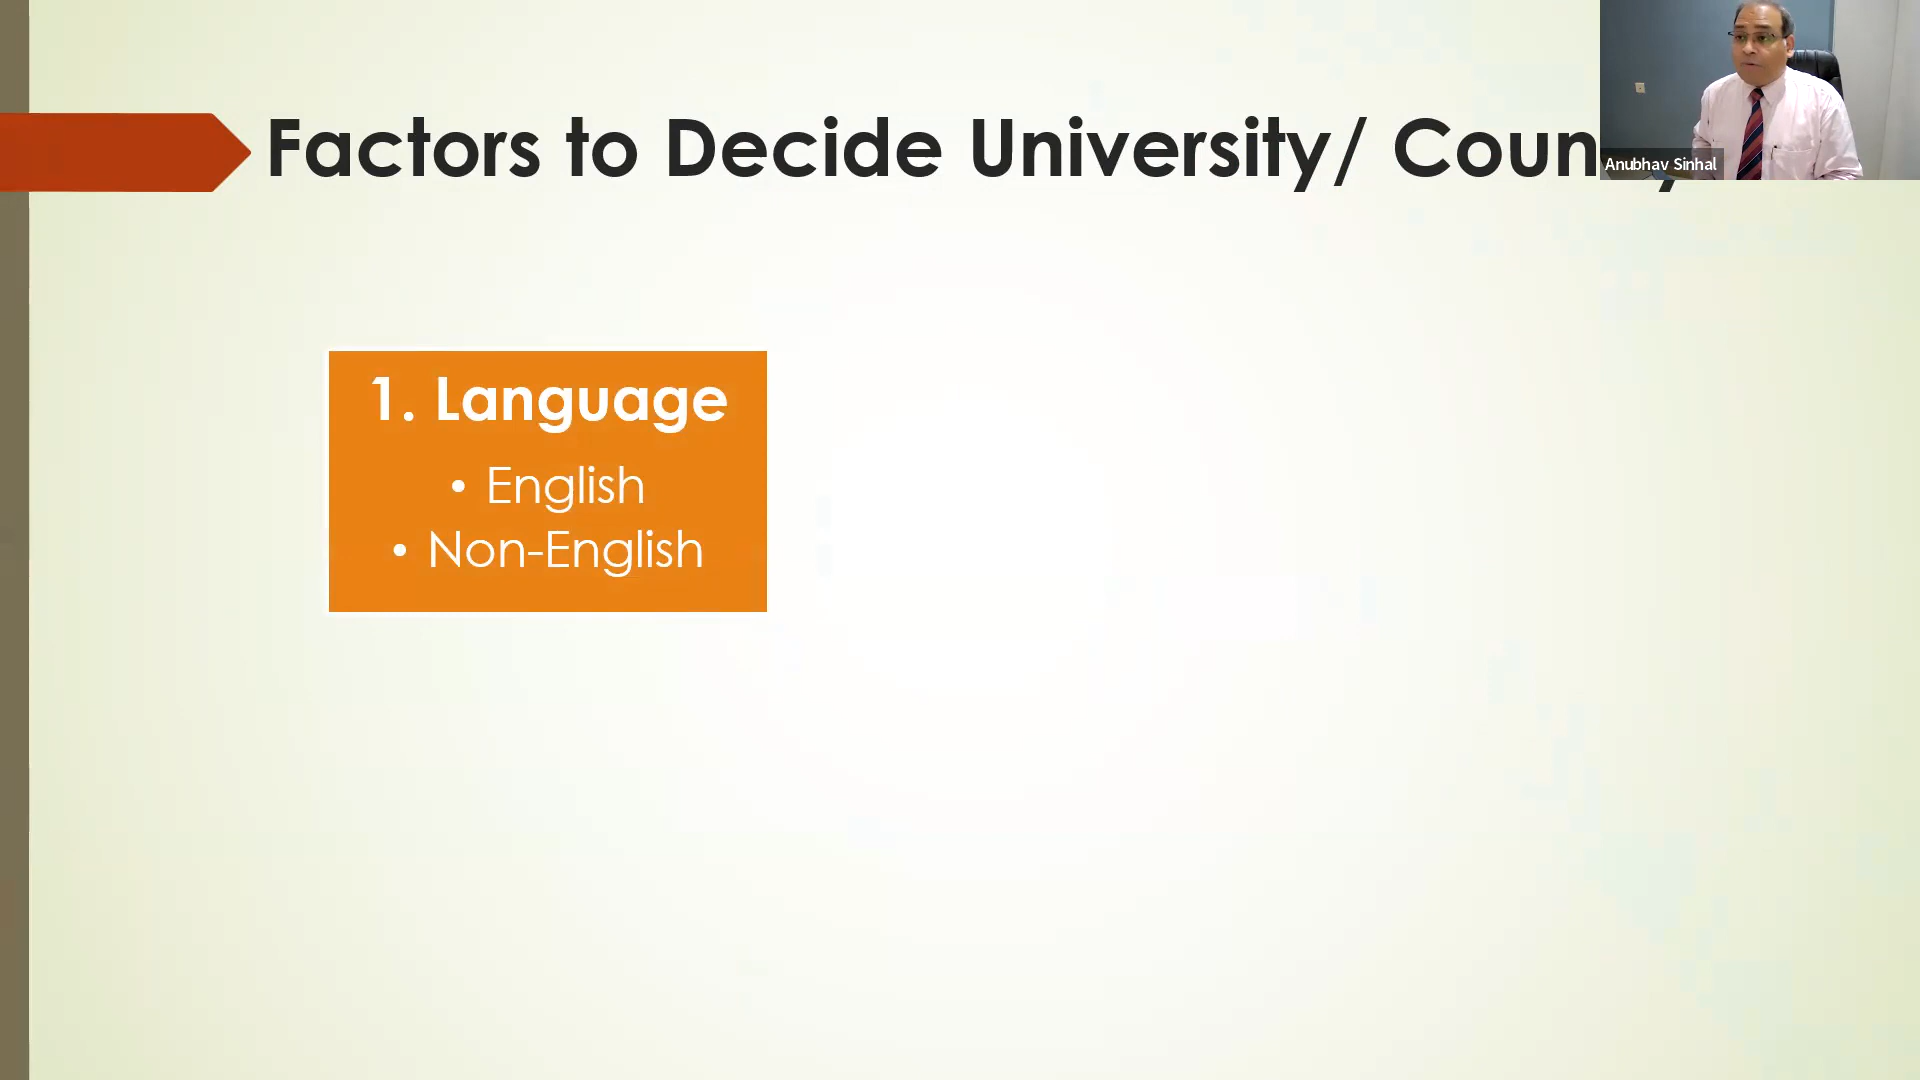 Factors to Decide University/ Coun
Anubhav Sinhal
1. Language
• English
• Non-English